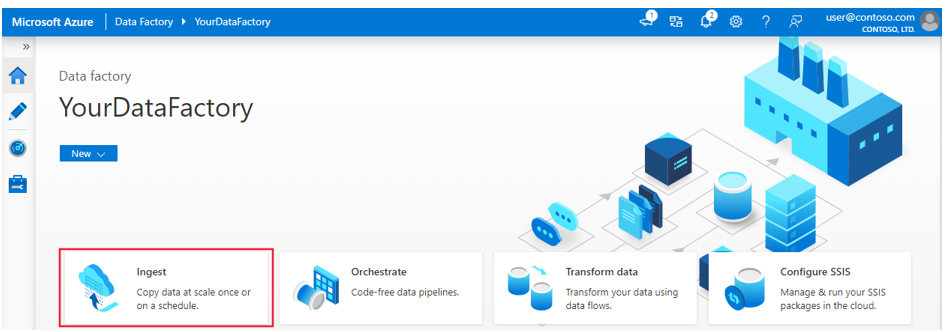 Microsoft Azure Data Factory YourDataFactory 1 2 ? user@contoso.com
CONTOSO, LTD.
»
Data factory
YourDataFactory
New
Ingest
Copy data at scale once or
on a schedule.
Orchestrate
Code-free data pipelines.
Transform data
Transform your data using
data flows.
Configure SSIS
Manage & run your SSIS
packages in the cloud.